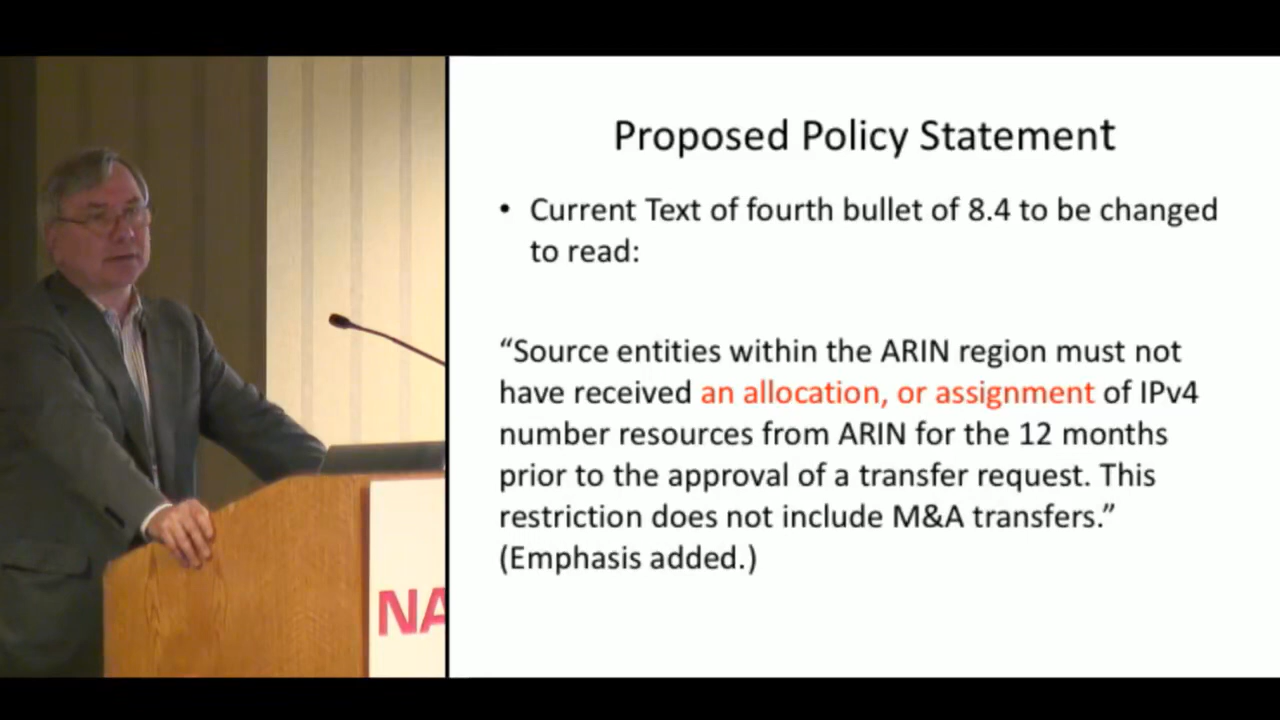 Proposed Policy Statement
• Current Text of fourth bullet of 8.4 to be changed
to read:
“Source entities within the ARIN region must not
have received an allocation, or assignment of IPv4
number resources from ARIN for the 12 months
prior to the approval of a transfer request. This
restriction does not include M&A transfers.”
(Emphasis added.)
NA